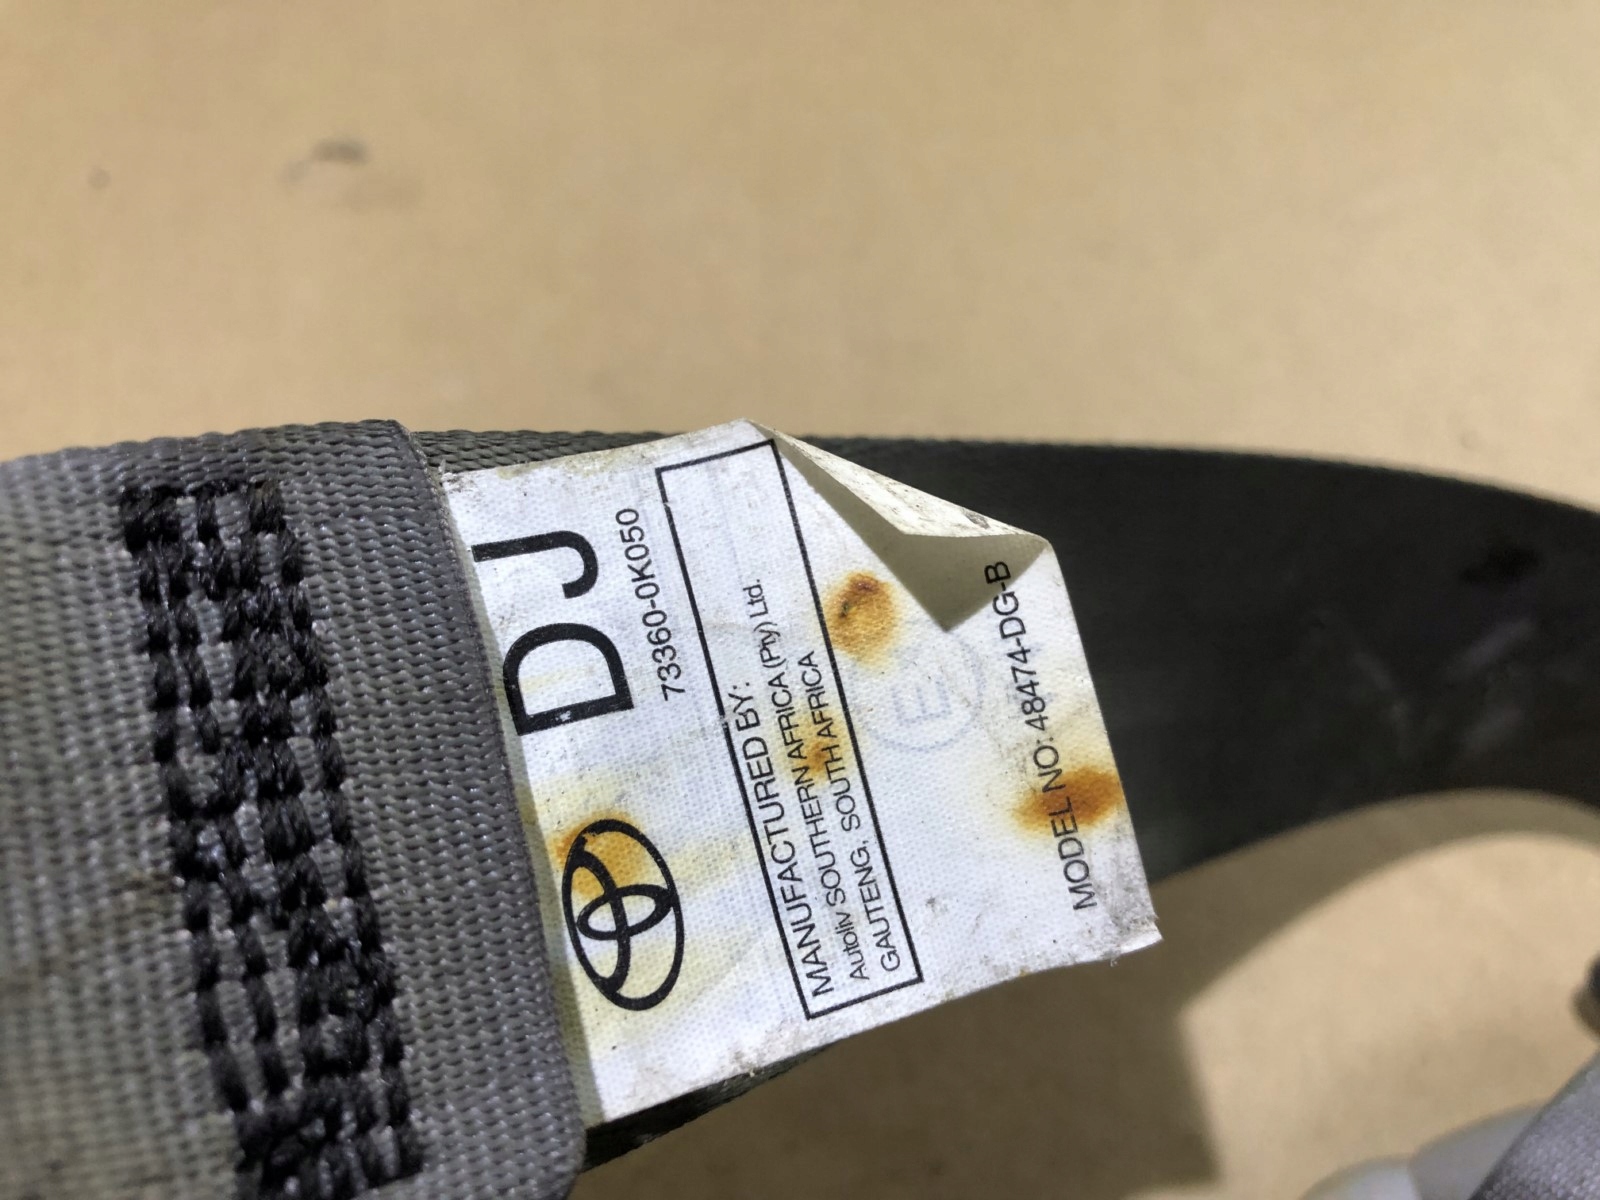 DJ
73360-0K050
MANUFACTURED BY:
Autoliv SOUTHERN AFRICA (Pty) Ltd.
GAUTENG, SOUTH AFRICA
E
MODEL NO: 48474-DG-B